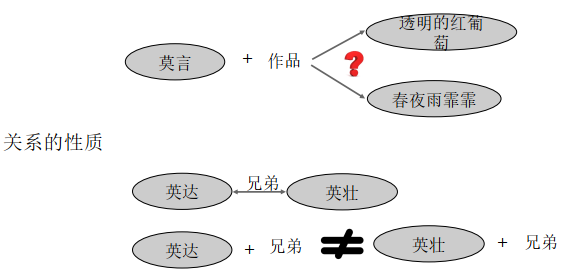 透明的红葡
萄
莫言 + 作品 ?
春夜雨霏霏
关系的性质
英达 兄弟 英壮
英达 + 兄弟 ≠ 英壮 + 兄弟